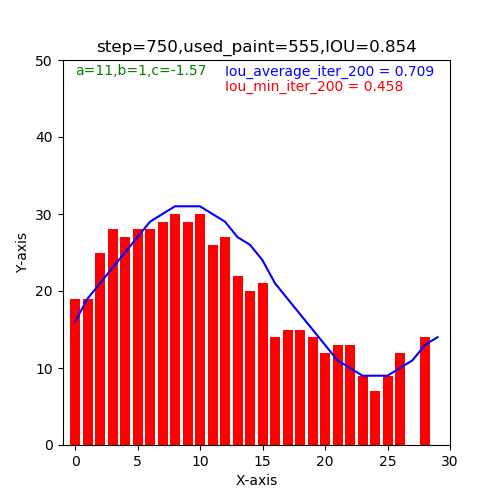 step=750,used_paint=555,IOU=0.854
a=11,b=1,c=-1.57
Iou_average_iter_200 = 0.709
Iou_min_iter_200 = 0.458
50
40
30
20
10
0
Y-axis
0 5 10 15 20 25 30
X-axis